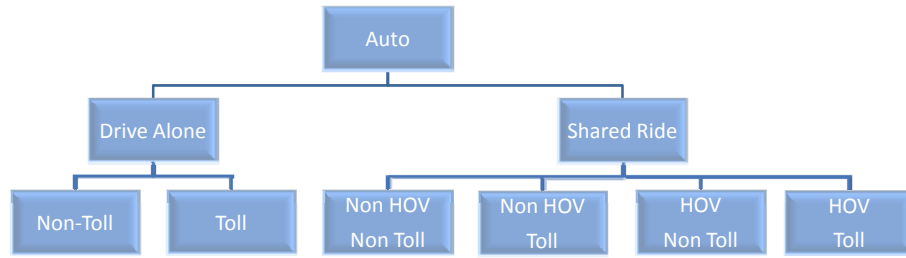 Auto
Drive Alone
Shared Ride
Non-Toll
Toll
Non HOV
Non Toll
Non HOV
Toll
HOV
Non Toll
HOV
Toll